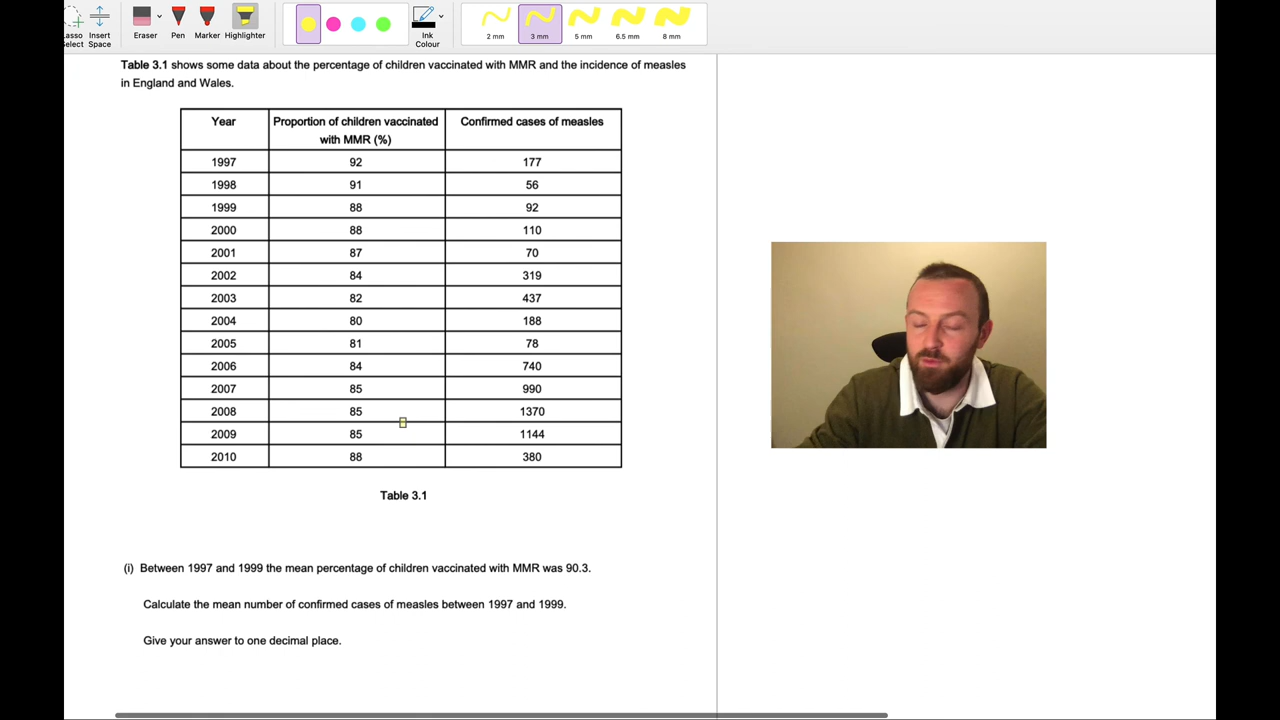 Lasso
Select
Insert
Space
Eraser
Pen
Marker
Highlighter
Ink
Colour
2 mm
3 mm
5 mm
6.5 mm
8 mm
Table 3.1 shows some data about the percentage of children vaccinated with MMR and the incidence of measles
in England and Wales.
Year Proportion of children vaccinated with MMR (%) Confirmed cases of measles
1997 92 177
1998 91 56
1999 88 92
2000 88 110
2001 87 70
2002 84 319
2003 82 437
2004 80 188
2005 81 78
2006 84 740
2007 85 990
2008 85 1370
2009 85 1144
2010 88 380
Table 3.1
(i) Between 1997 and 1999 the mean percentage of children vaccinated with MMR was 90.3.
Calculate the mean number of confirmed cases of measles between 1997 and 1999.
Give your answer to one decimal place.